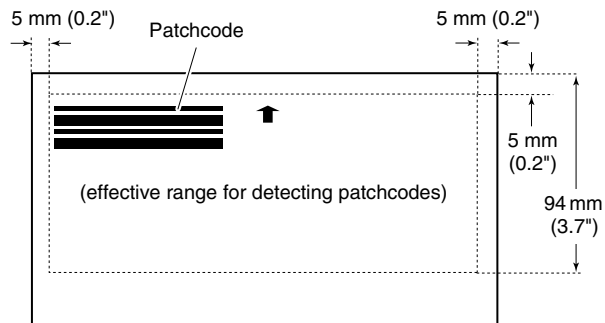 5 mm (0.2")
Patchcode
5 mm (0.2")
5 mm
(0.2")
(effective range for detecting patchcodes)
94 mm
(3.7")